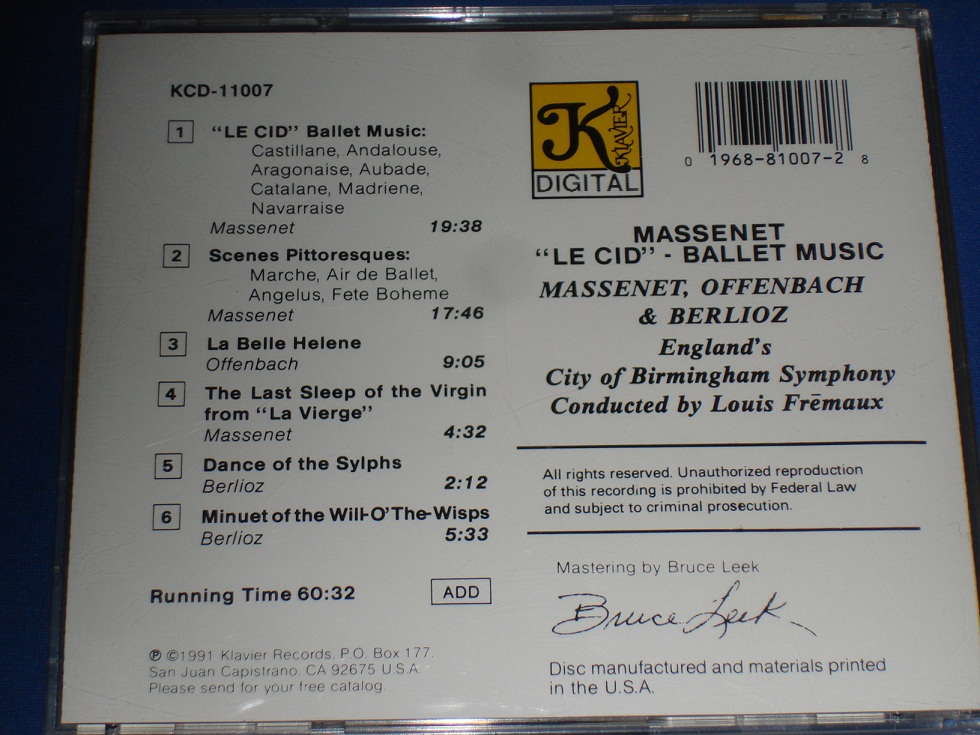 KCD-11007
1 "LE CID" Ballet Music:
Castillane, Andalouse,
Aragonaise, Aubade,
Catalane, Madriene,
Navarraise
Massenet 19:38
2 Scenes Pittoresques:
Marche, Air de Ballet,
Angelus, Fete Boheme
Massenet 17:46
3 La Belle Helene
Offenbach 9:05
4 The Last Sleep of the Virgin
from "La Vierge"
Massenet 4:32
5 Dance of the Sylphs
Berlioz 2:12
6 Minuet of the Will-O'The-Wisps
Berlioz 5:33
Running Time 60:32 ADD
℗ ©1991 Klavier Records, P.O. Box 177,
San Juan Capistrano, CA 92675 U.S.A.
Please send for your free catalog.
K KLAVIER
DIGITAL
0 1968-81007-2 8
MASSENET
"LE CID" - BALLET MUSIC
MASSENET, OFFENBACH
& BERLIOZ
England's
City of Birmingham Symphony
Conducted by Louis Frēmaux
All rights reserved. Unauthorized reproduction
of this recording is prohibited by Federal Law
and subject to criminal prosecution.
Mastering by Bruce Leek
Bruce Leek
Disc manufactured and materials printed
in the U.S.A.